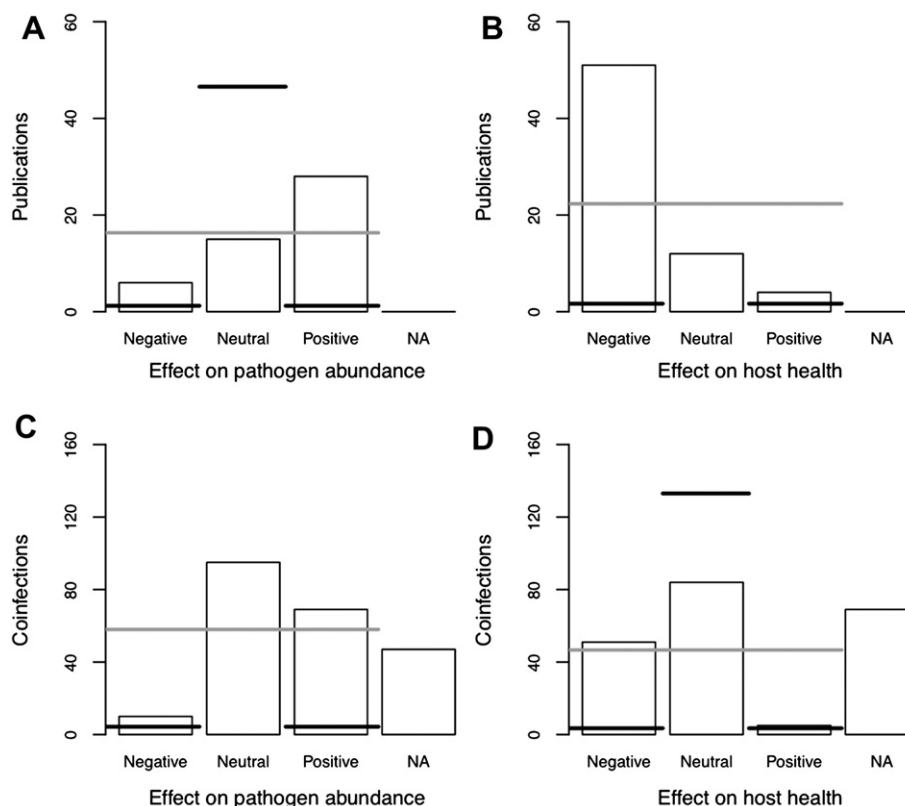 A
Publications
0 20 40 60
Negative Neutral Positive NA
Effect on pathogen abundance
B
Publications
0 20 40 60
Negative Neutral Positive NA
Effect on host health
C
Coinfections
0 40 80 120 160
Negative Neutral Positive NA
Effect on pathogen abundance
D
Coinfections
0 40 80 120 160
Negative Neutral Positive NA
Effect on host health